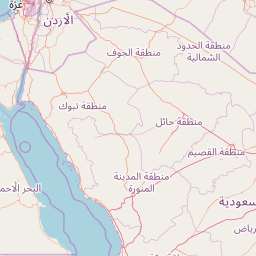 غزة
الأردن
منطقة الحدود
الشمالية
منطقة الجوف
منطقة تبوك
منطقة حائل
منطقة القصيم
منطقة المدينة
المنورة
البحر الأحم
سعودية
رياض